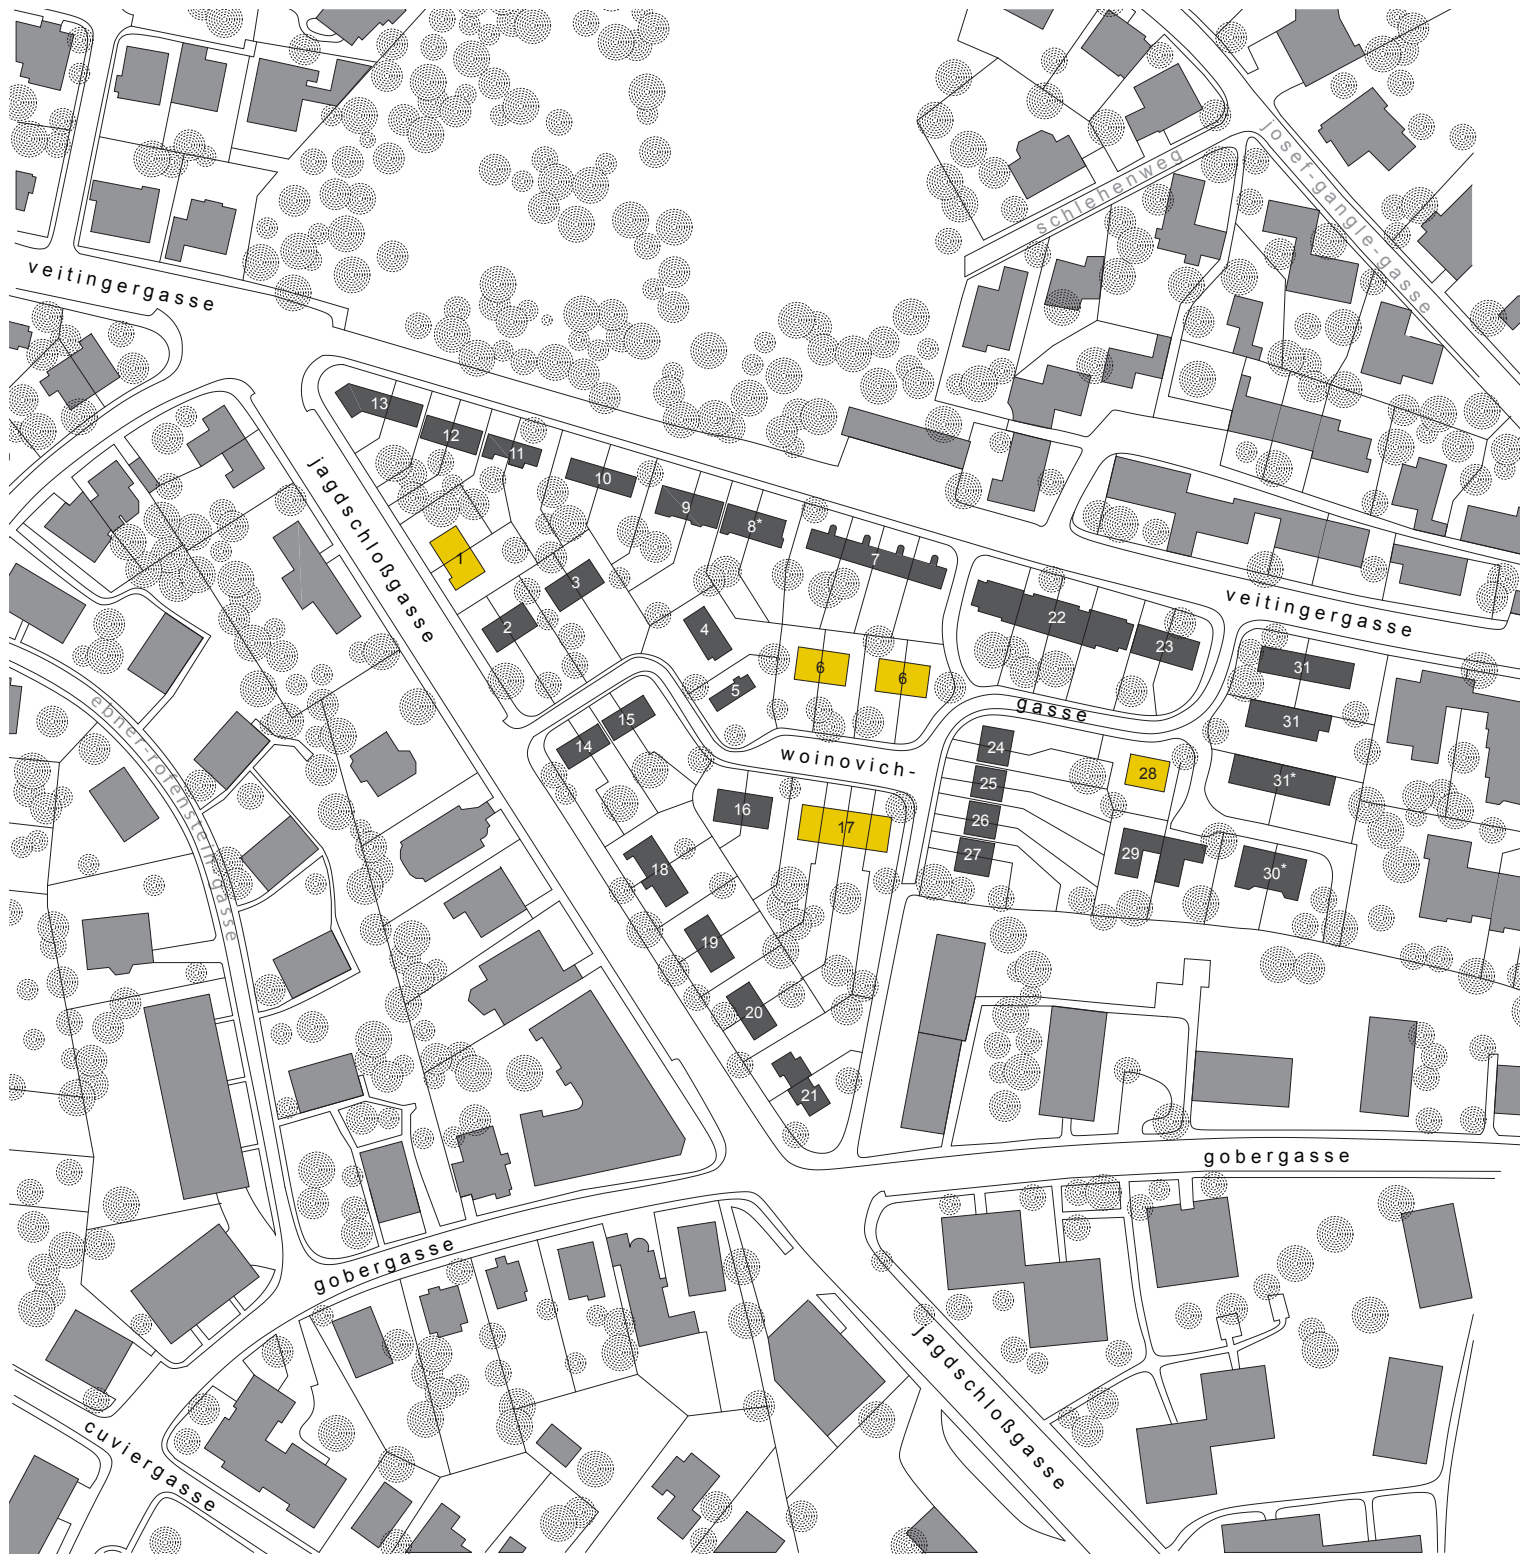 josef-gangle-gasse
schlehenweg
veitingergasse
13
12
11
10
9
8*
7
jagdschloßgasse
1
3
2
4
5
6
6
22
23
veitingergasse
31
31
31*
gasse
woinovich-
15
14
16
17
24
25
26
27
28
29
30*
18
19
20
21
ebner-rofenstein-gasse
gobergasse
gobergasse
jagdschloßgasse
cuviergasse